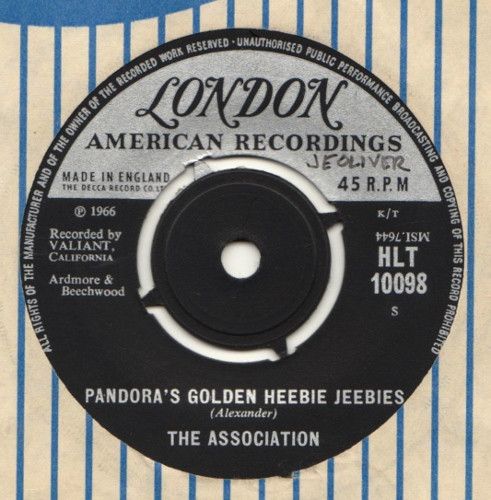 ALL RIGHTS OF THE MANUFACTURER AND OF THE OWNER OF THE RECORDED WORK RESERVED · UNAUTHORISED PUBLIC PERFORMANCE BROADCASTING AND COPYING OF THIS RECORD PROHIBITED
LONDON
AMERICAN RECORDINGS
JEOLIVER
MADE IN ENGLAND
THE DECCA RECORD CO. LT
45 R.P.M
℗ 1966
K/T
Recorded by
VALIANT,
CALIFORNIA
MSL.7644
HLT
10098
Ardmore &
Beechwood
S
PANDORA'S GOLDEN HEEBIE JEEBIES
(Alexander)
THE ASSOCIATION